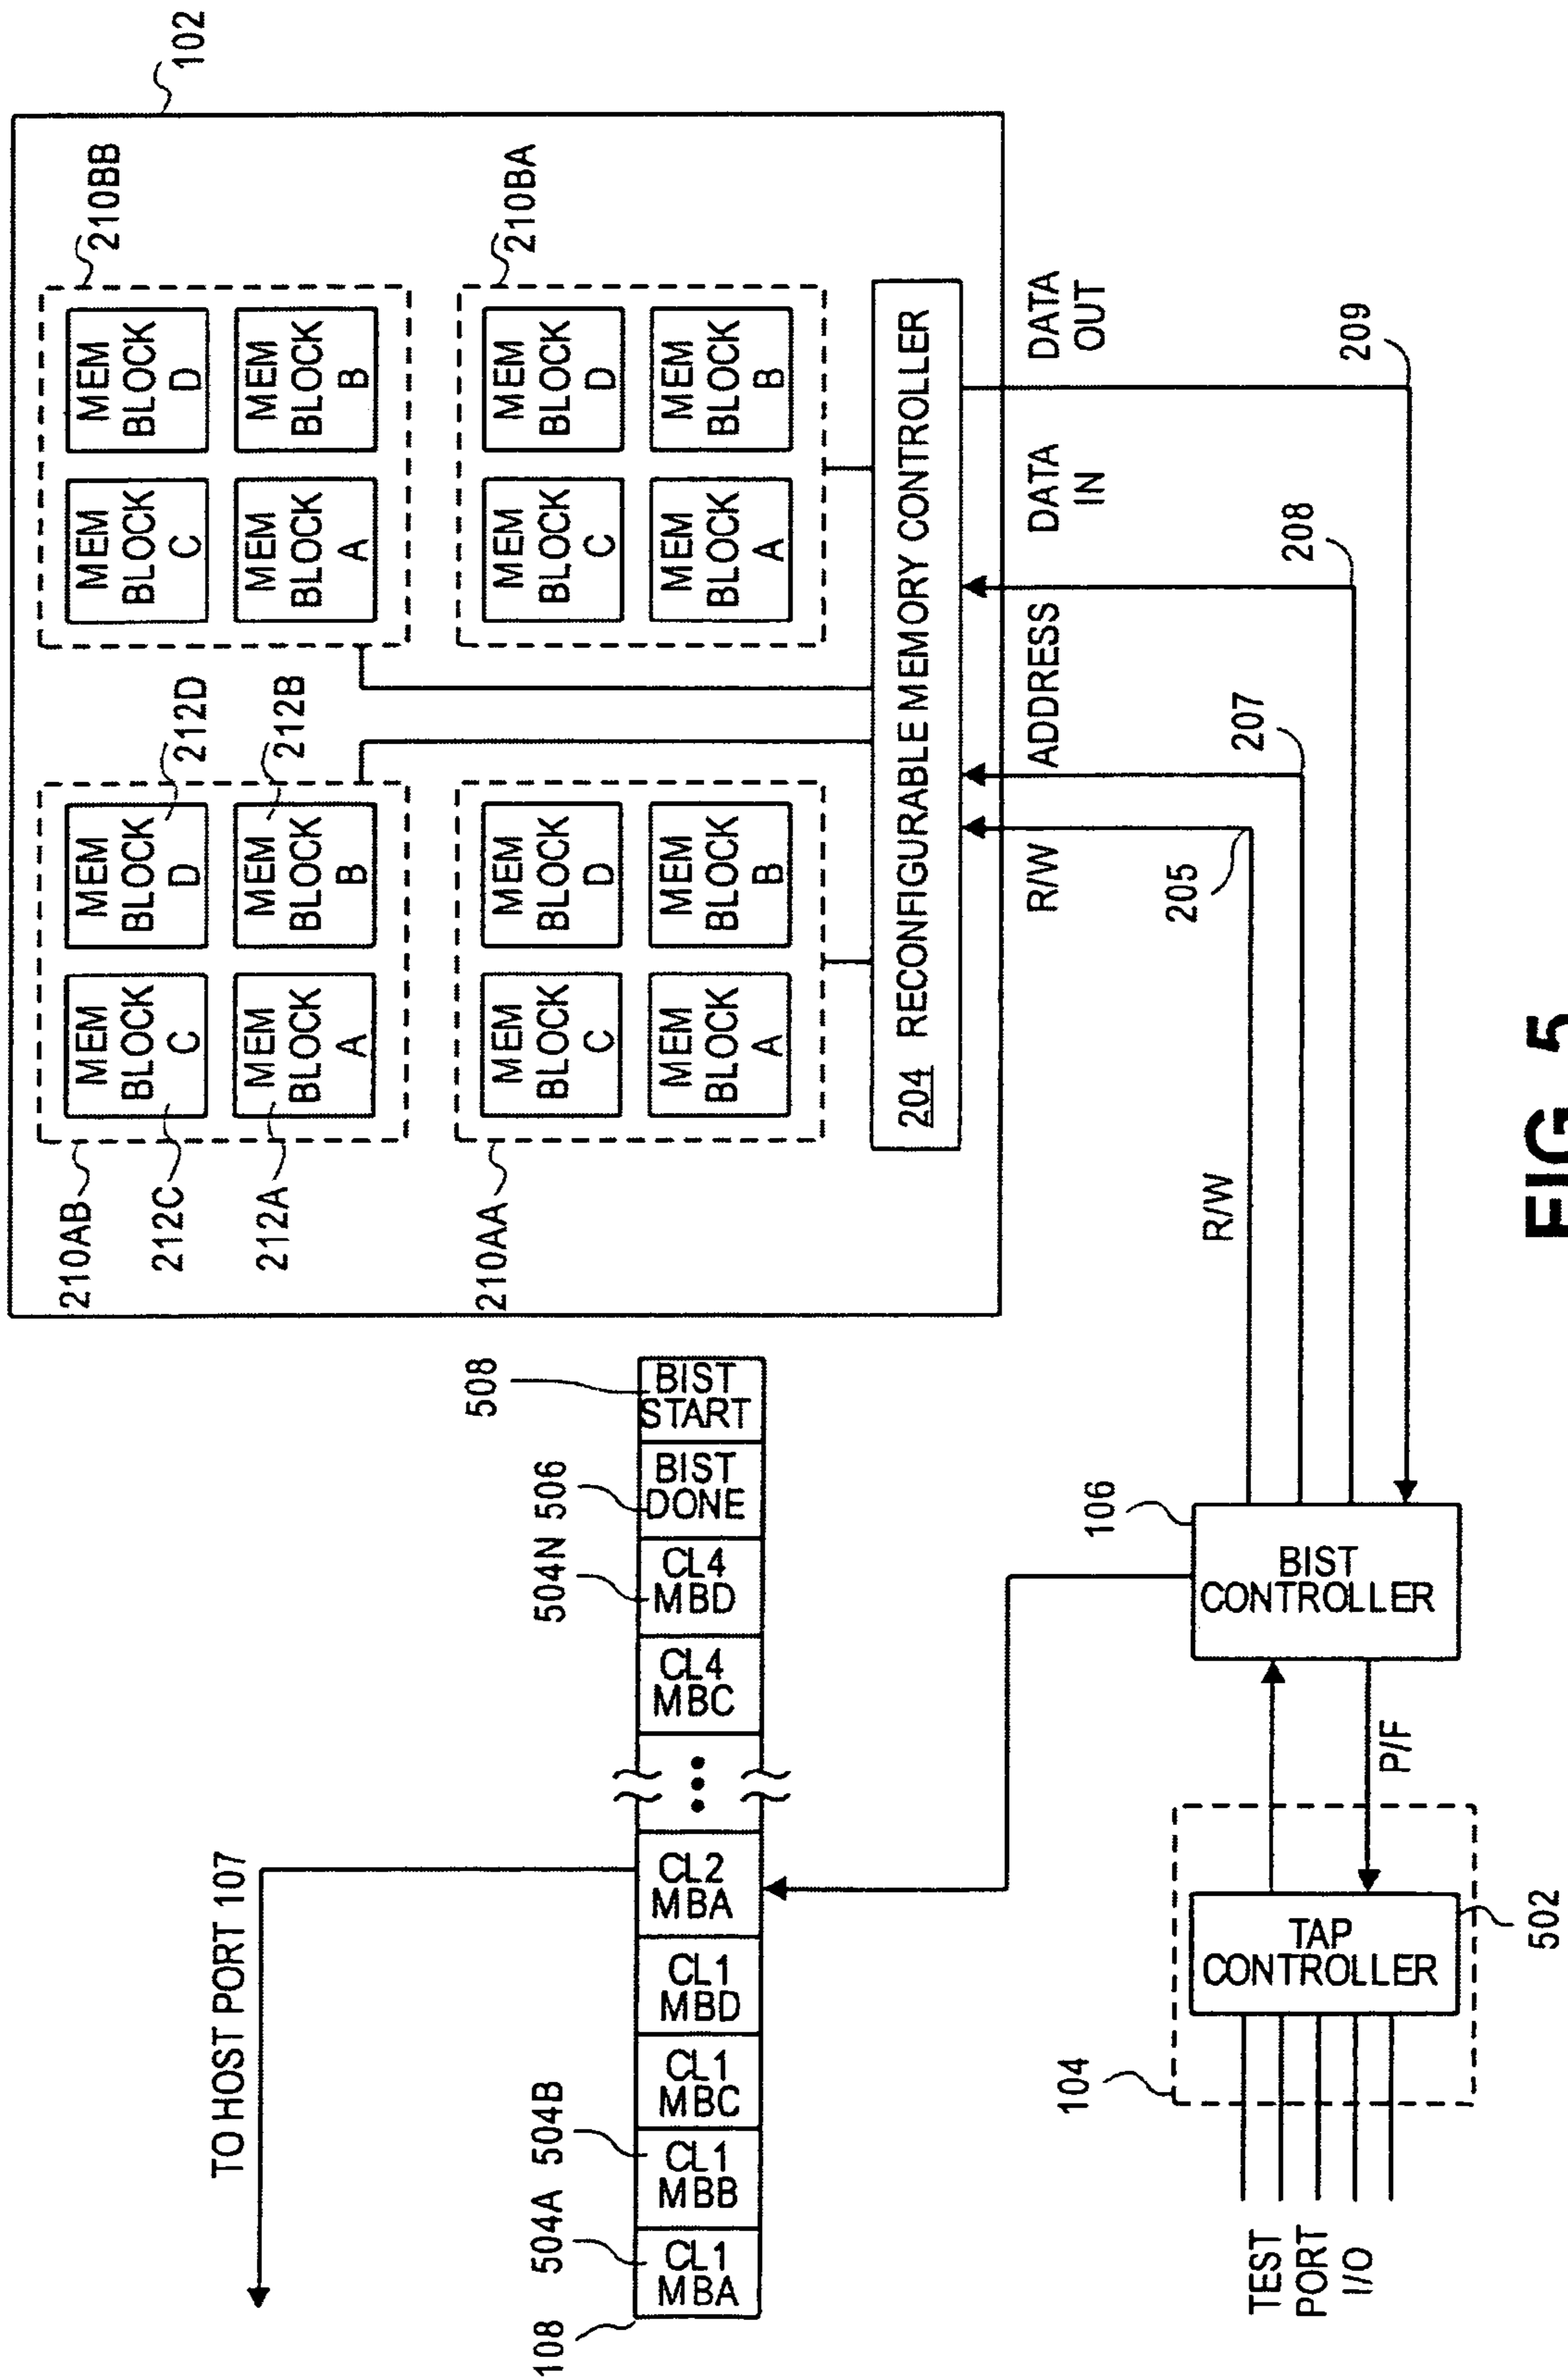 102
210BB
MEM
BLOCK
C
MEM
BLOCK
D
MEM
BLOCK
A
MEM
BLOCK
B
210BA
MEM
BLOCK
C
MEM
BLOCK
D
MEM
BLOCK
A
MEM
BLOCK
B
210AB
212C
212A
212D
212B
MEM
BLOCK
C
MEM
BLOCK
D
MEM
BLOCK
A
MEM
BLOCK
B
210AA
MEM
BLOCK
C
MEM
BLOCK
D
MEM
BLOCK
A
MEM
BLOCK
B
204 RECONFIGURABLE MEMORY CONTROLLER
R/W
ADDRESS
DATA
IN
DATA
OUT
205
207
208
209
R/W
TO HOST PORT 107
108
504A
504B
504N
506
508
CL1
MBA
CL1
MBB
CL1
MBC
CL1
MBD
CL2
MBA
•••
CL4
MBC
CL4
MBD
BIST
DONE
BIST
START
106
BIST
CONTROLLER
P/F
104
TAP
CONTROLLER
502
TEST
PORT
I/O
FIG. 5